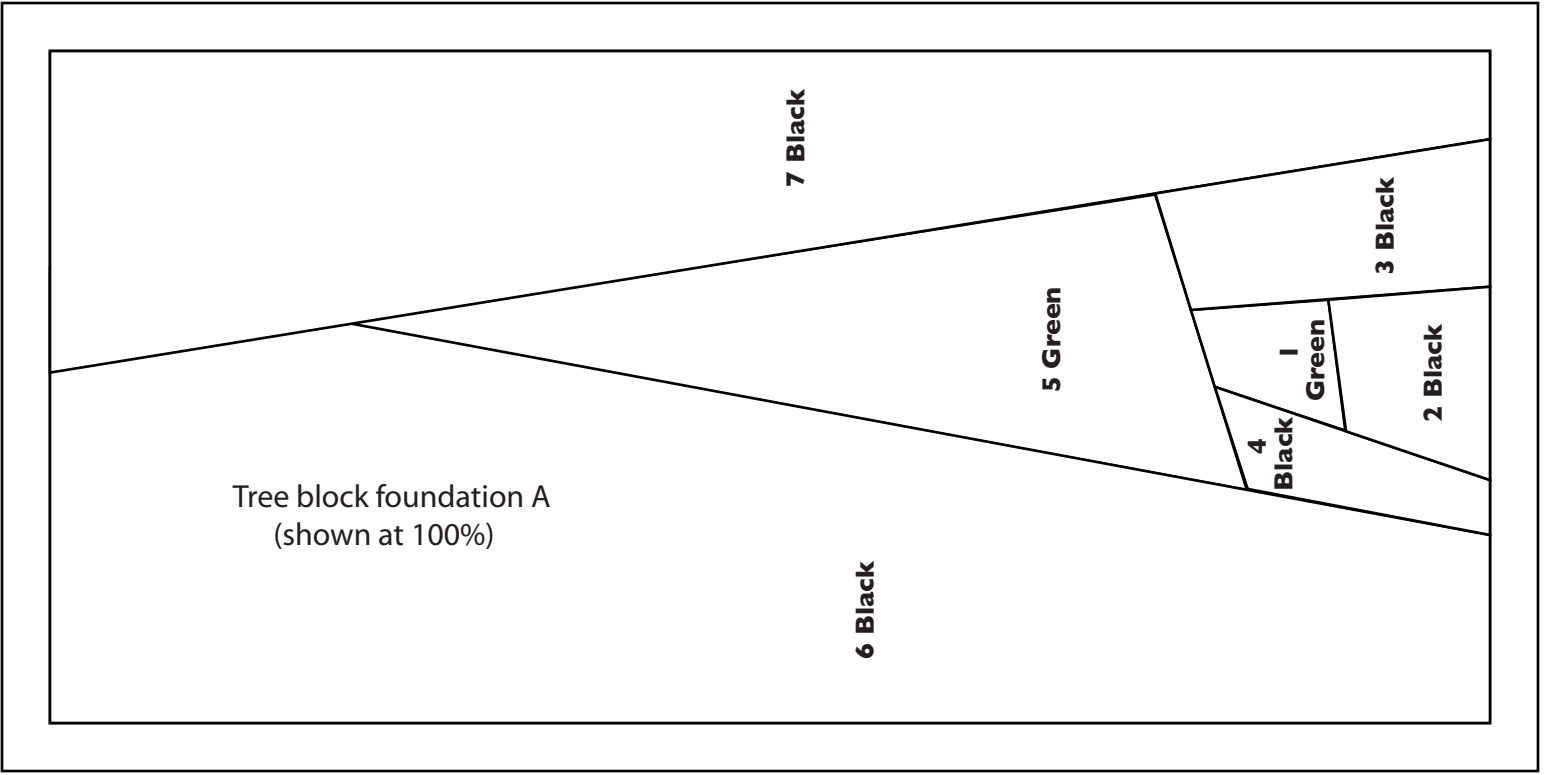 7 Black
3 Black
5 Green
1
Green
2 Black
4
Black
Tree block foundation A
(shown at 100%)
6 Black